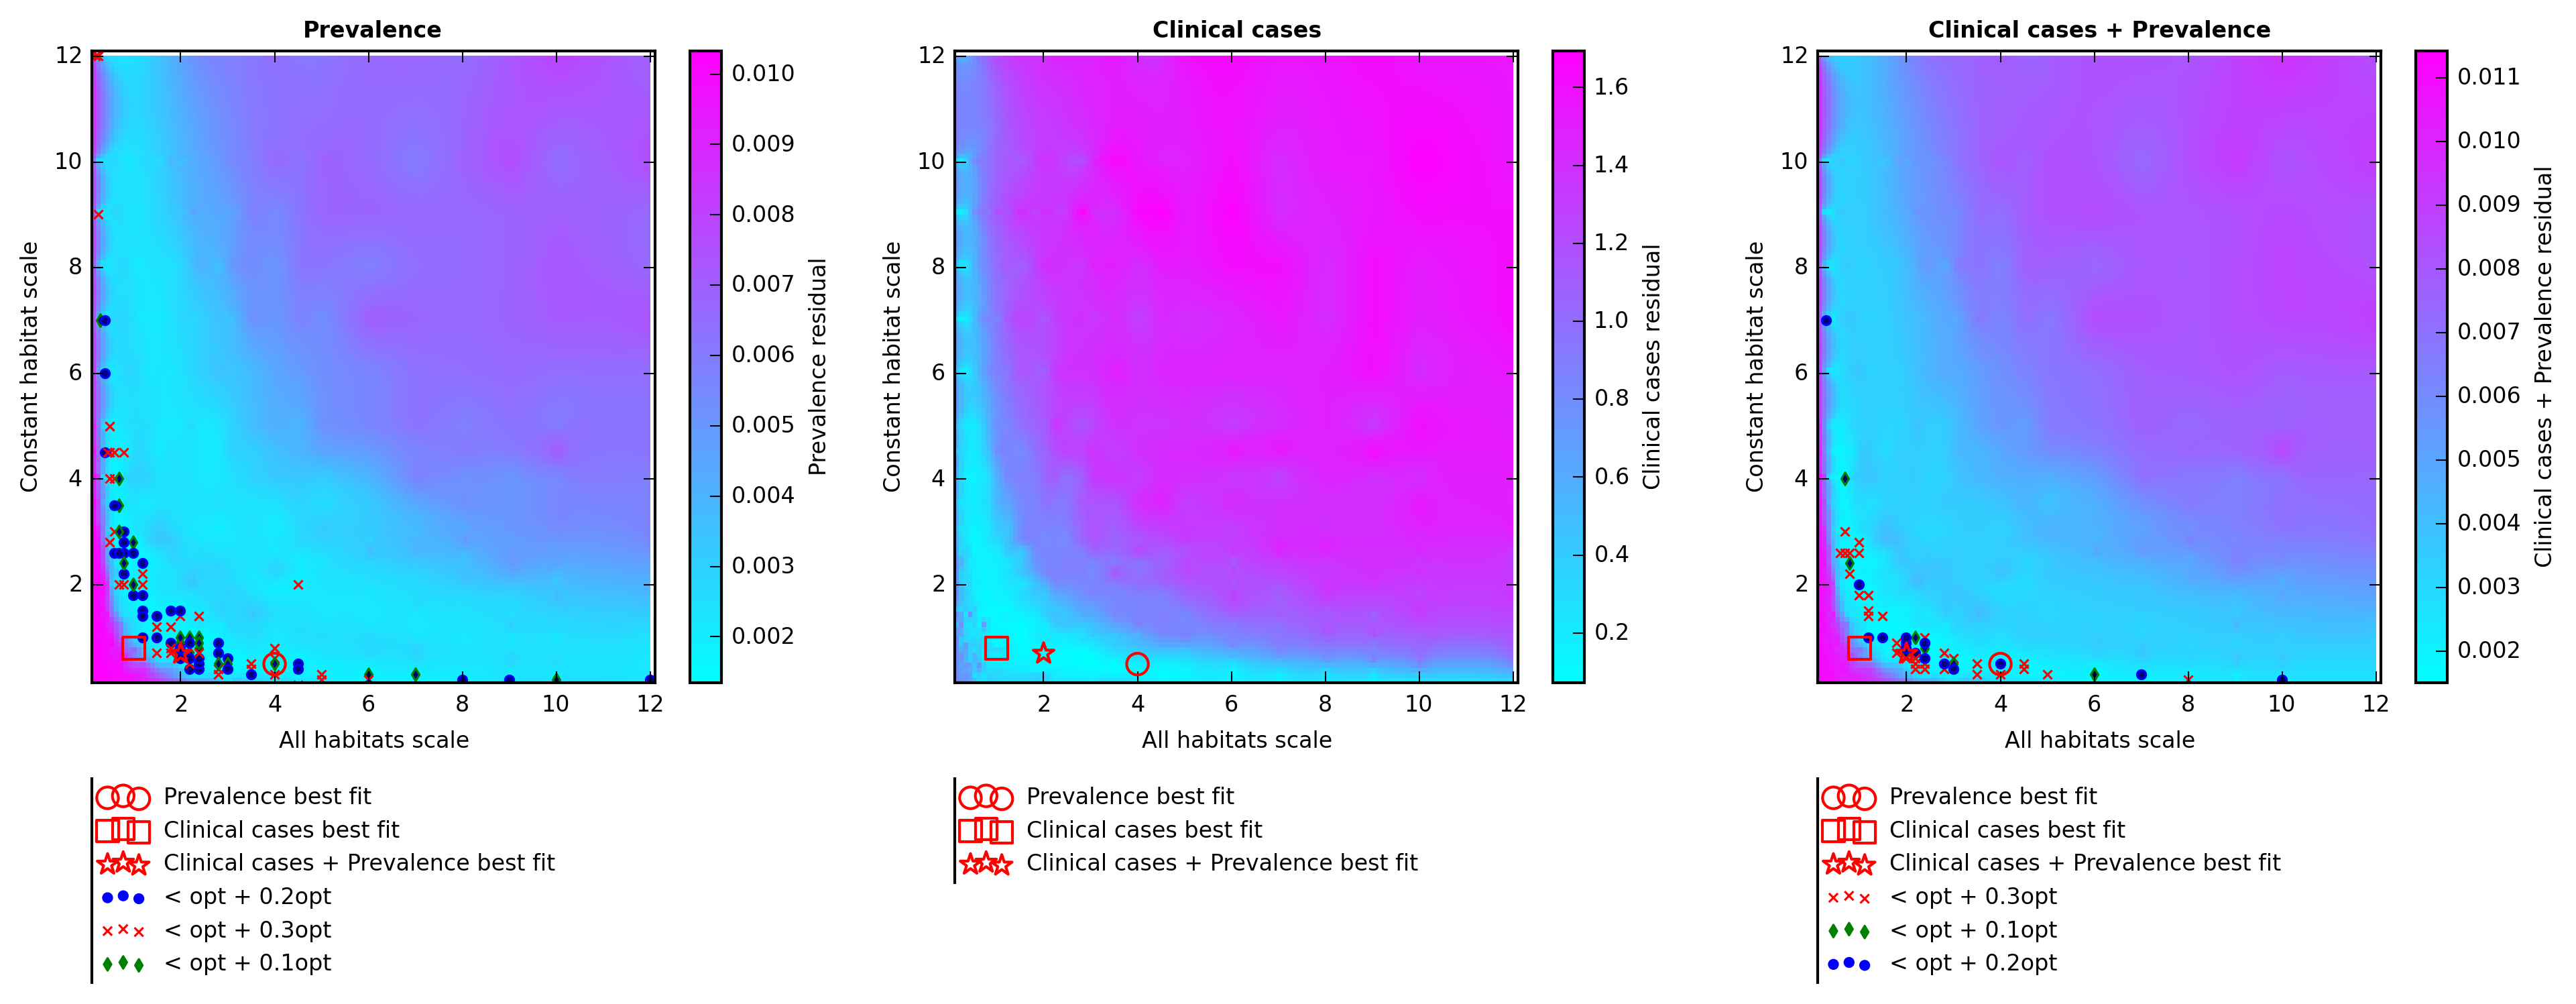 Prevalence
Constant habitat scale
12
10
8
6
4
2
2 4 6 8 10 12
All habitats scale
0.010
0.009
0.008
0.007
0.006
0.005
0.004
0.003
0.002
Prevalence residual
Prevalence best fit
Clinical cases best fit
Clinical cases + Prevalence best fit
< opt + 0.2opt
< opt + 0.3opt
< opt + 0.1opt
Clinical cases
Constant habitat scale
12
10
8
6
4
2
2 4 6 8 10 12
All habitats scale
1.6
1.4
1.2
1.0
0.8
0.6
0.4
0.2
Clinical cases residual
Prevalence best fit
Clinical cases best fit
Clinical cases + Prevalence best fit
Clinical cases + Prevalence
Constant habitat scale
12
10
8
6
4
2
2 4 6 8 10 12
All habitats scale
0.011
0.010
0.009
0.008
0.007
0.006
0.005
0.004
0.003
0.002
Clinical cases + Prevalence residual
Prevalence best fit
Clinical cases best fit
Clinical cases + Prevalence best fit
< opt + 0.3opt
< opt + 0.1opt
< opt + 0.2opt